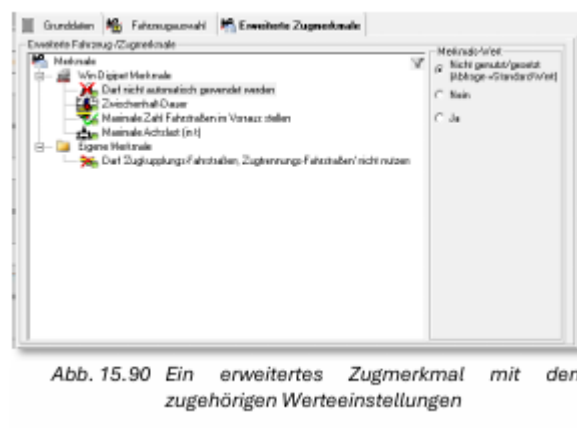 Grunddaten Fahrzeugauswahl Erweiterte Zugmerkmale
Erweiterte Fahrzeug-/Zugmerkmale
Merkmale
Win-Digipet Merkmale
Darf nicht automatisch gewendet werden
Zwischenhalt-Dauer
Maximale Zahl Fahrstraßen im Voraus stellen
Maximale Achslast (in t)
Eigene Merkmale
Darf 'Zugkupplungs-Fahrstraßen, Zugtrennungs-Fahrstraßen' nicht nutzen
Merkmals-Wert
Nicht genutzt/gesetzt
(Abfrage->StandardWert)
Nein
Ja
Abb. 15.90 Ein erweitertes Zugmerkmal mit den
zugehörigen Werteeinstellungen